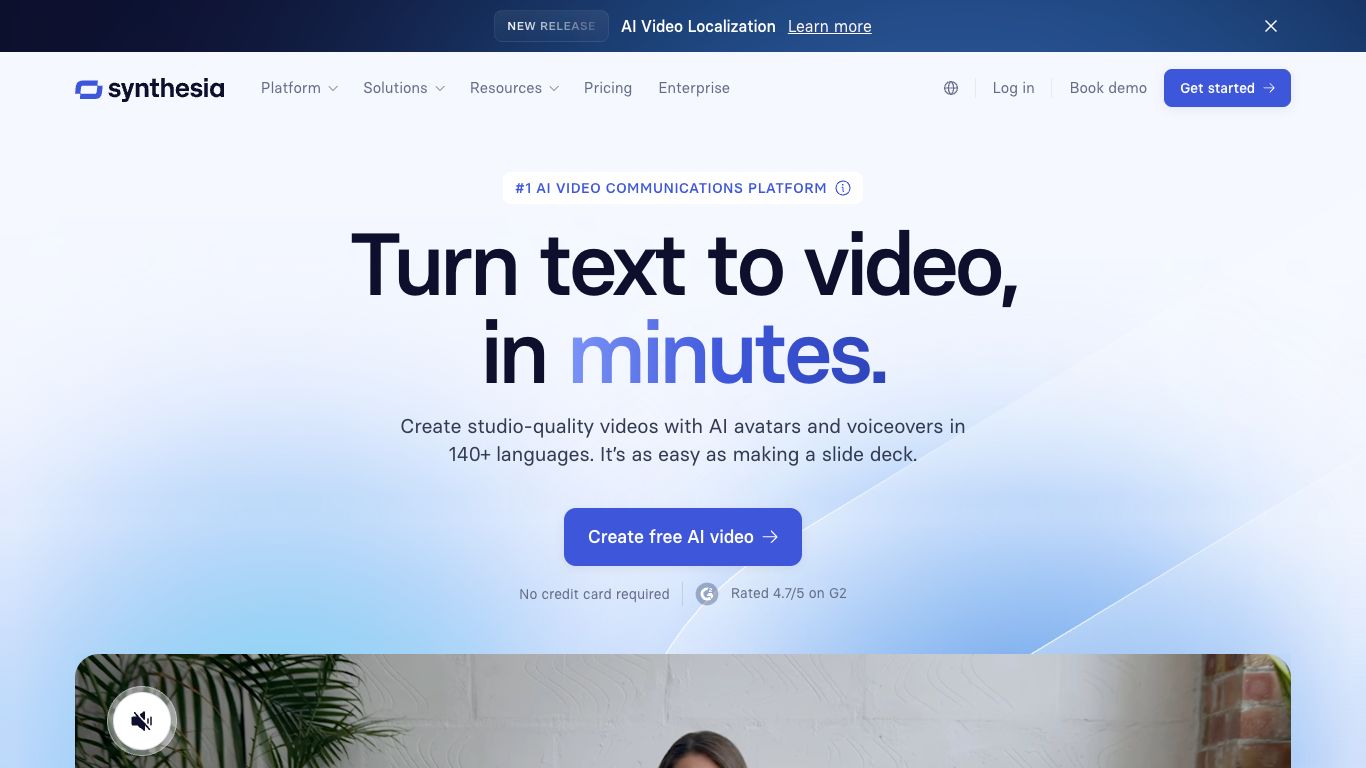 NEW RELEASE AI Video Localization Learn more
synthesia Platform Solutions Resources Pricing Enterprise Log in Book demo Get started
#1 AI VIDEO COMMUNICATIONS PLATFORM
Turn text to video,
in minutes.
Create studio-quality videos with AI avatars and voiceovers in
140+ languages. It’s as easy as making a slide deck.
Create free AI video
No credit card required Rated 4.7/5 on G2